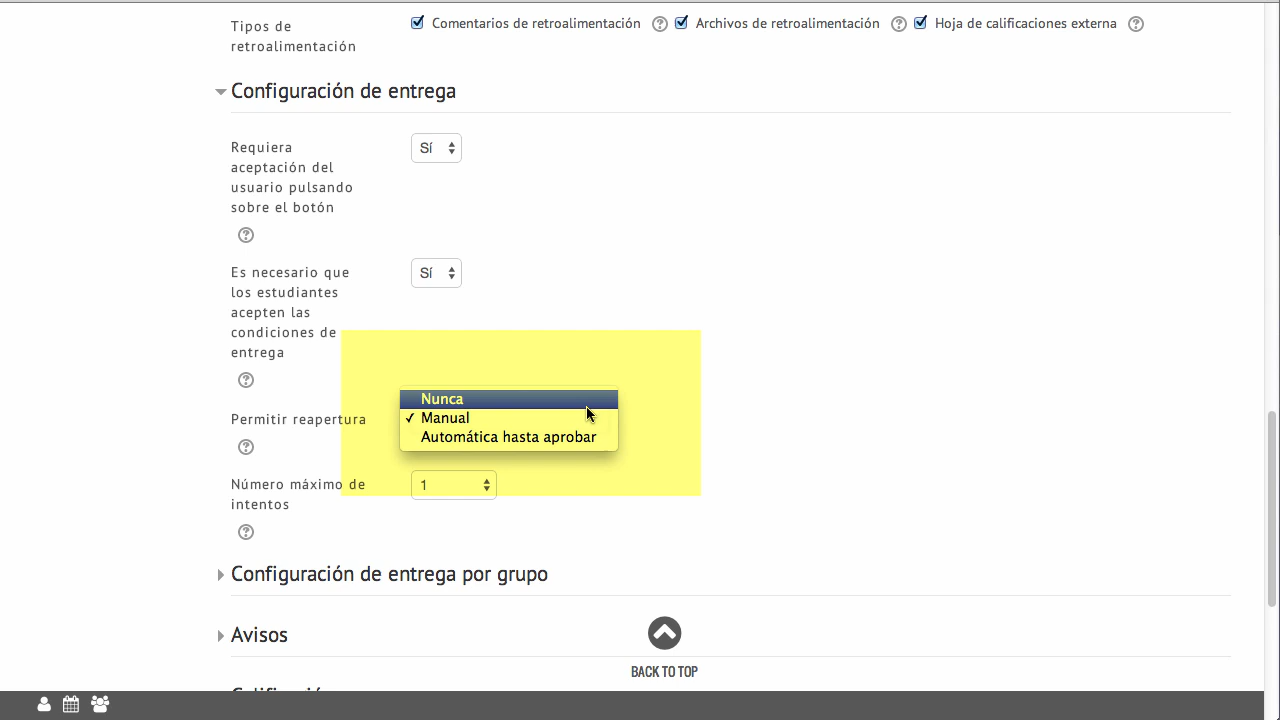 Tipos de
retroalimentación
Comentarios de retroalimentación
Archivos de retroalimentación
Hoja de calificaciones externa
Configuración de entrega
Requiera
aceptación del
usuario pulsando
sobre el botón
Sí
Es necesario que
los estudiantes
acepten las
condiciones de
entrega
Sí
Permitir reapertura
Nunca
Manual
Automática hasta aprobar
Número máximo de
intentos
1
Configuración de entrega por grupo
Avisos
BACK TO TOP